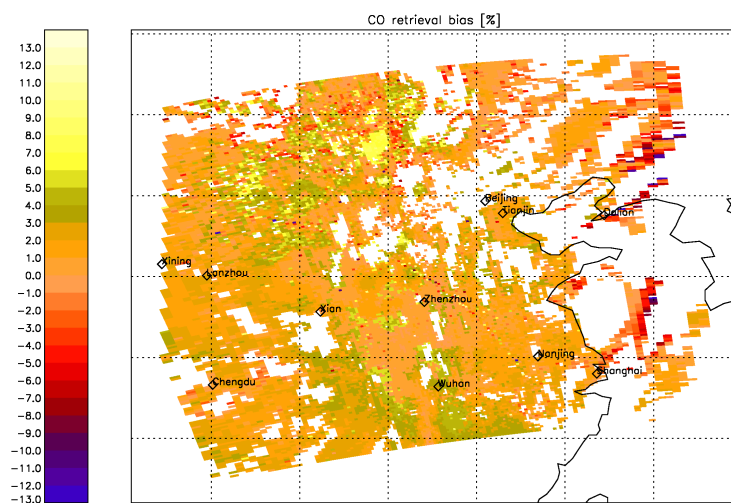 CO retrieval bias [%]
13.0
11.0
10.0
9.0
8.0
7.0
6.0
5.0
4.0
3.0
2.0
1.0
0.0
−1.0
−2.0
−3.0
−4.0
−5.0
−6.0
−7.0
−8.0
−9.0
−10.0
−11.0
−12.0
−13.0
Beijing
Tianjin
Dalian
Xining
Lanzhou
Zhenzhou
Xian
Nanjing
Shanghai
Chengdu
Wuhan